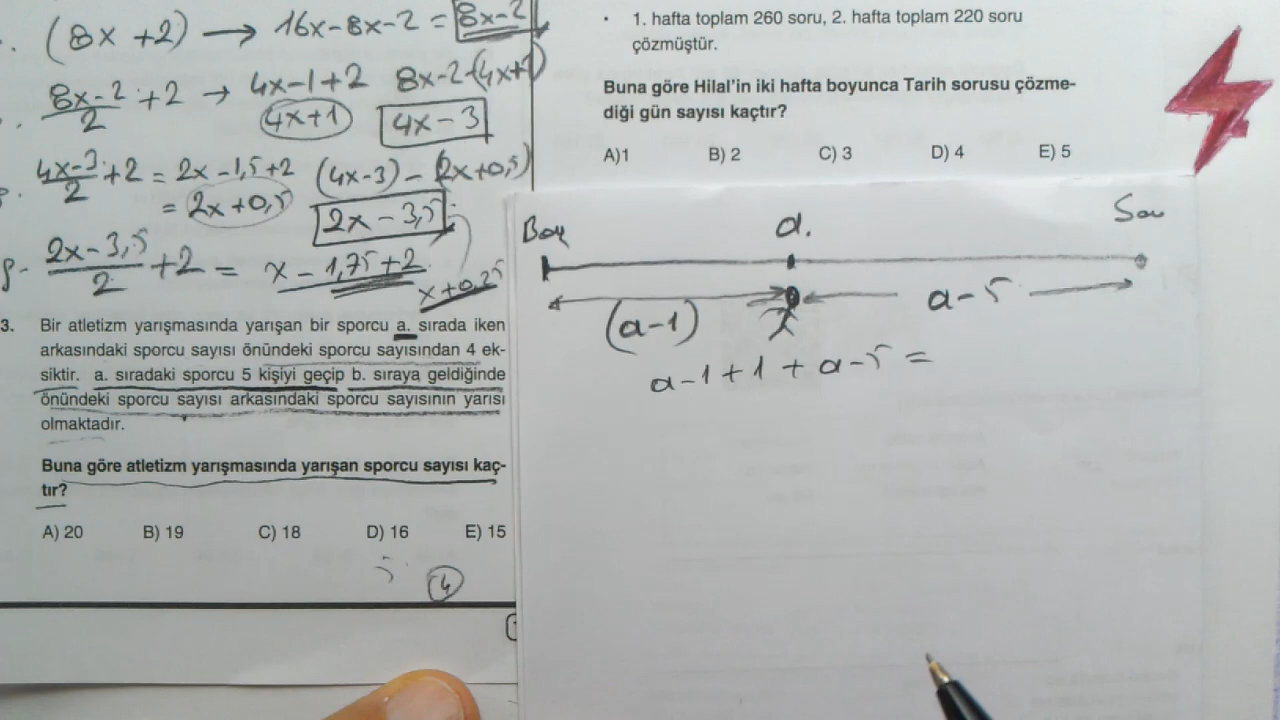 (8x + 2) → 16x - 8x - 2 = 8x - 2
8x - 2 / 2 + 2 → 4x - 1 + 2 8x - 2 - (4x + 1)
4x + 1 4x - 3
4x - 3 / 2 + 2 = 2x - 1,5 + 2 (4x - 3) - (2x + 0,5)
= 2x + 0,5 2x - 3,5
2x - 3,5 / 2 + 2 = x - 1,75 + 2
x + 0,25
3. Bir atletizm yarışmasında yarışan bir sporcu a. sırada iken
arkasındaki sporcu sayısı önündeki sporcu sayısından 4 ek-
siktir. a. sıradaki sporcu 5 kişiyi geçip b. sıraya geldiğinde
önündeki sporcu sayısı arkasındaki sporcu sayısının yarısı
olmaktadır.
Buna göre atletizm yarışmasında yarışan sporcu sayısı kaç-
tır?
A) 20 B) 19 C) 18 D) 16 E) 15
4
• 1. hafta toplam 260 soru, 2. hafta toplam 220 soru
çözmüştür.
Buna göre Hilal'in iki hafta boyunca Tarih sorusu çözme-
diği gün sayısı kaçtır?
A)1 B) 2 C) 3 D) 4 E) 5
a.
(a-1) a-5
a-1+1+a-5=